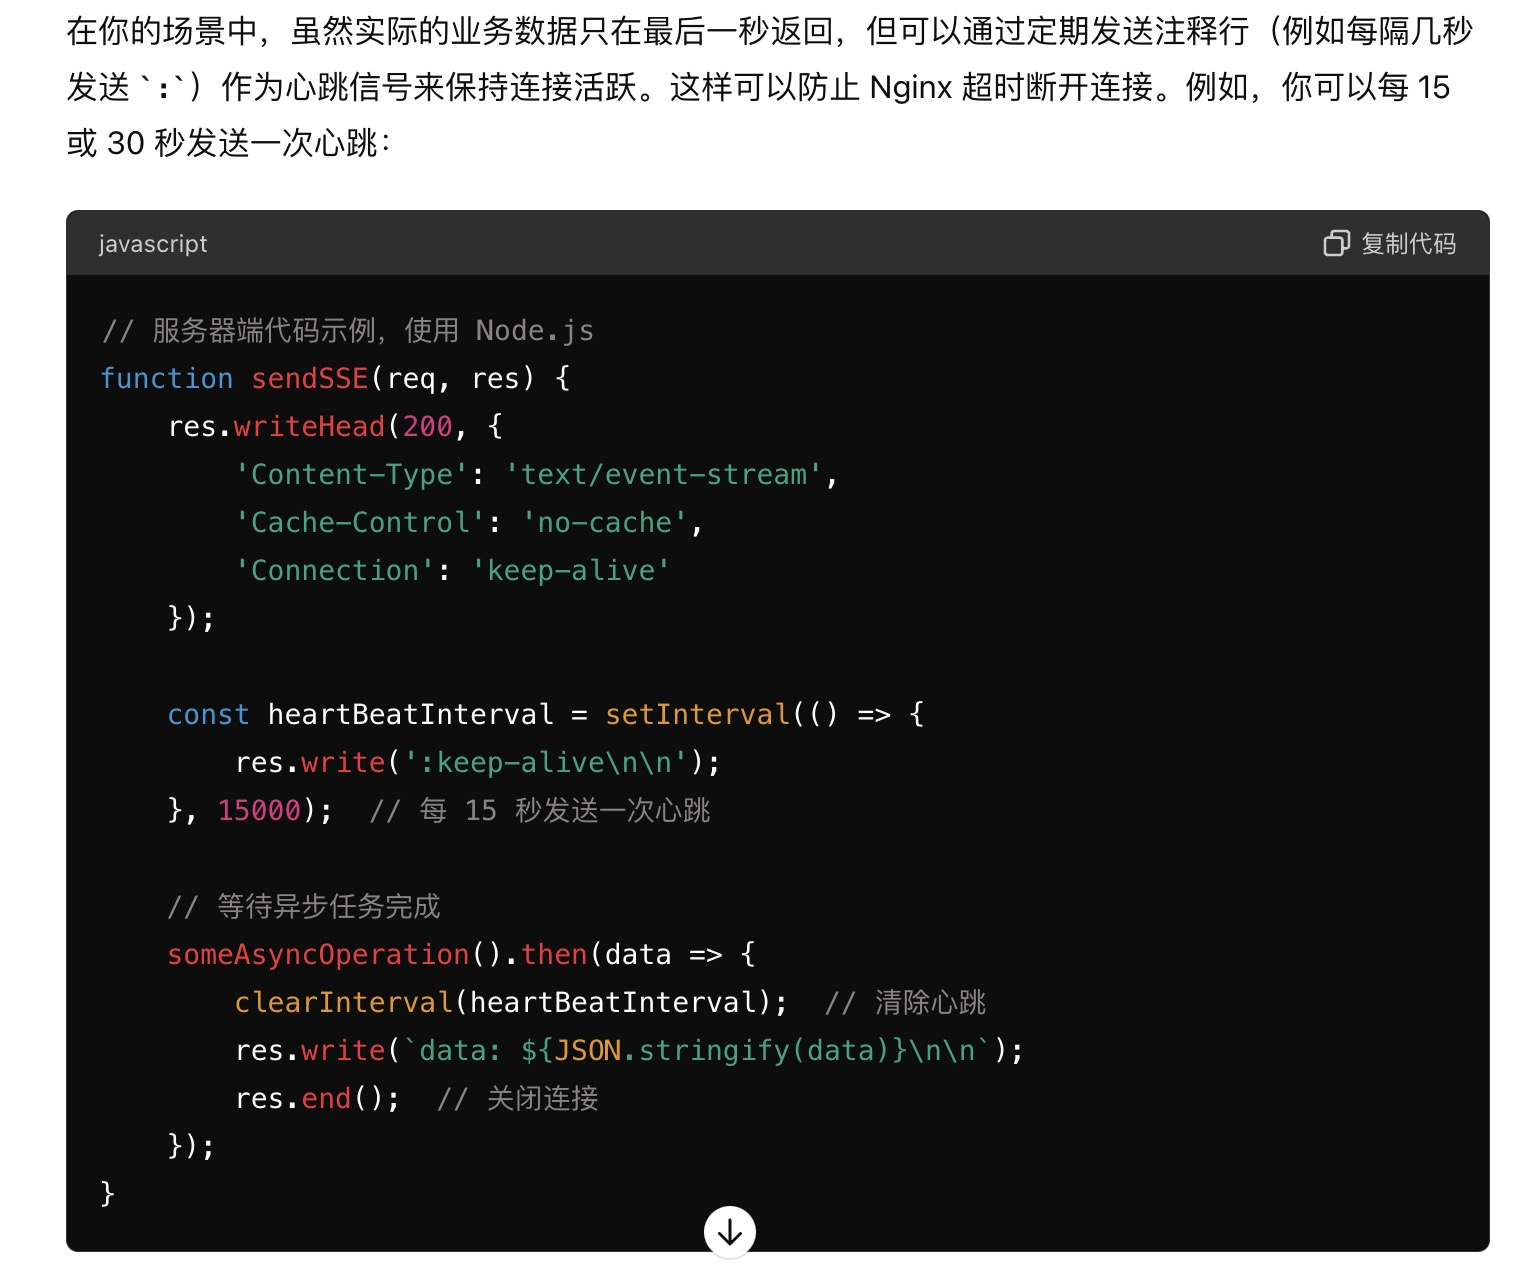 在你的场景中，虽然实际的业务数据只在最后一秒返回，但可以通过定期发送注释行（例如每隔几秒
发送 `:`）作为心跳信号来保持连接活跃。这样可以防止 Nginx 超时断开连接。例如，你可以每 15
或 30 秒发送一次心跳：
javascript
复制代码
// 服务器端代码示例，使用 Node.js
function sendSSE(req, res) {
    res.writeHead(200, {
        'Content-Type': 'text/event-stream',
        'Cache-Control': 'no-cache',
        'Connection': 'keep-alive'
    });
    const heartBeatInterval = setInterval(() => {
        res.write(':keep-alive\n\n');
    }, 15000);  // 每 15 秒发送一次心跳
    // 等待异步任务完成
    someAsyncOperation().then(data => {
        clearInterval(heartBeatInterval);  // 清除心跳
        res.write(`data: ${JSON.stringify(data)}\n\n`);
        res.end();  // 关闭连接
    });
}